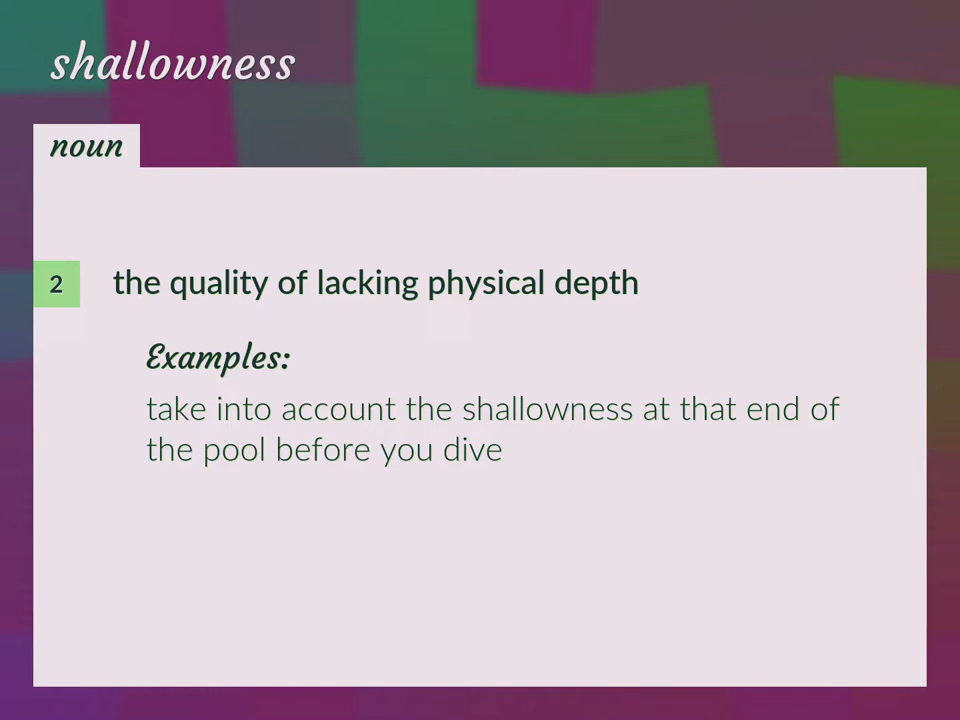 shallowness
noun
2
the quality of lacking physical depth
Examples:
take into account the shallowness at that end of
the pool before you dive